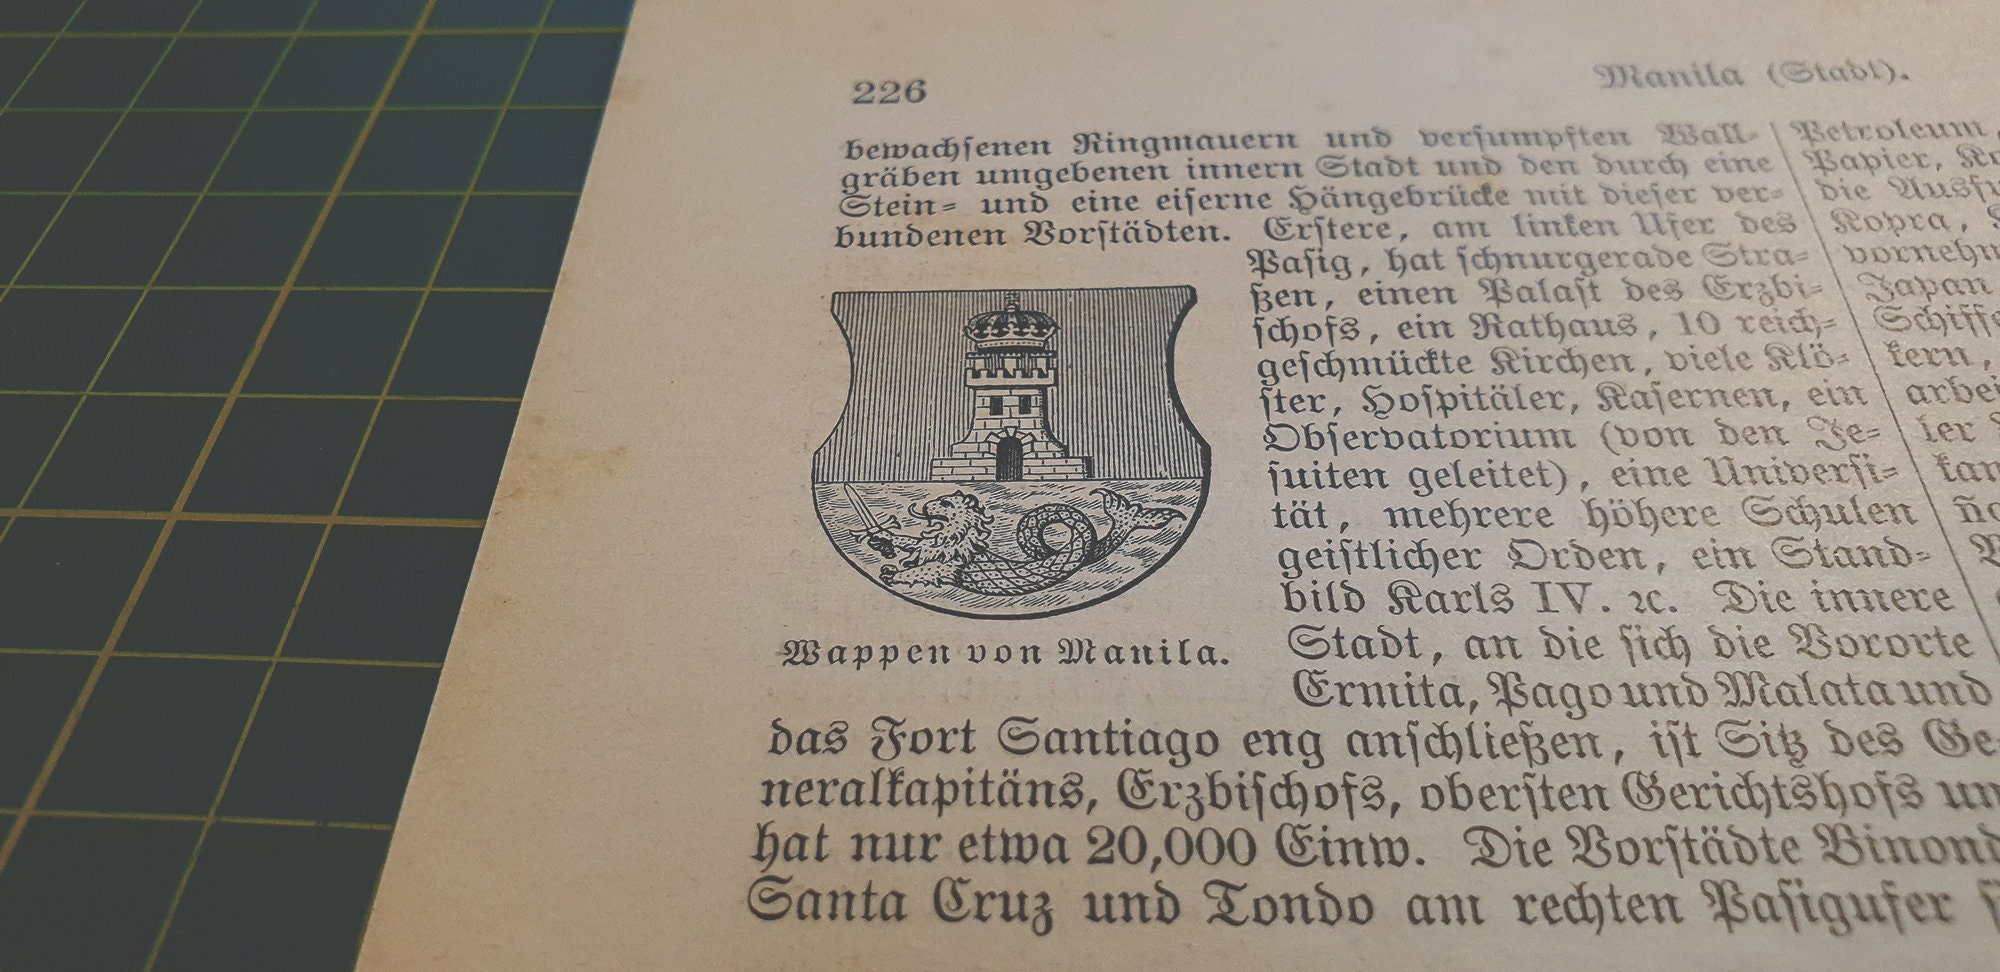 226
Manila (Stadt).
bewachſenen Ringmauern und verſumpften Wall-
gräben umgebenen innern Stadt und den durch eine
Stein- und eine eiſerne Hängebrücke mit dieſer ver-
bundenen Vorſtädten. Erſtere, am linken Ufer des
Paſig, hat ſchnurgerade Stra-
ßen, einen Palaſt des Erzbi-
ſchofs, ein Rathaus, 10 reich-
geſchmückte Kirchen, viele Klö-
ſter, Hoſpitäler, Kaſernen, ein
Obſervatorium (von den Je-
ſuiten geleitet), eine Univerſi-
tät, mehrere höhere Schulen
geiſtlicher Orden, ein Stand-
bild Karls IV. ꝛc. Die innere
Stadt, an die ſich die Vororte
Ermita, Pago und Malata und
Wappen von Manila.
das Fort Santiago eng anſchließen, iſt Sitz des Ge-
neralkapitäns, Erzbiſchofs, oberſten Gerichtshofs un
hat nur etwa 20,000 Einw. Die Vorſtädte Binond
Santa Cruz und Tondo am rechten Paſigufer
Petroleum,
Papier,
die
Kopra,
vornehm
Japan
Schiffe
kern,
arbei